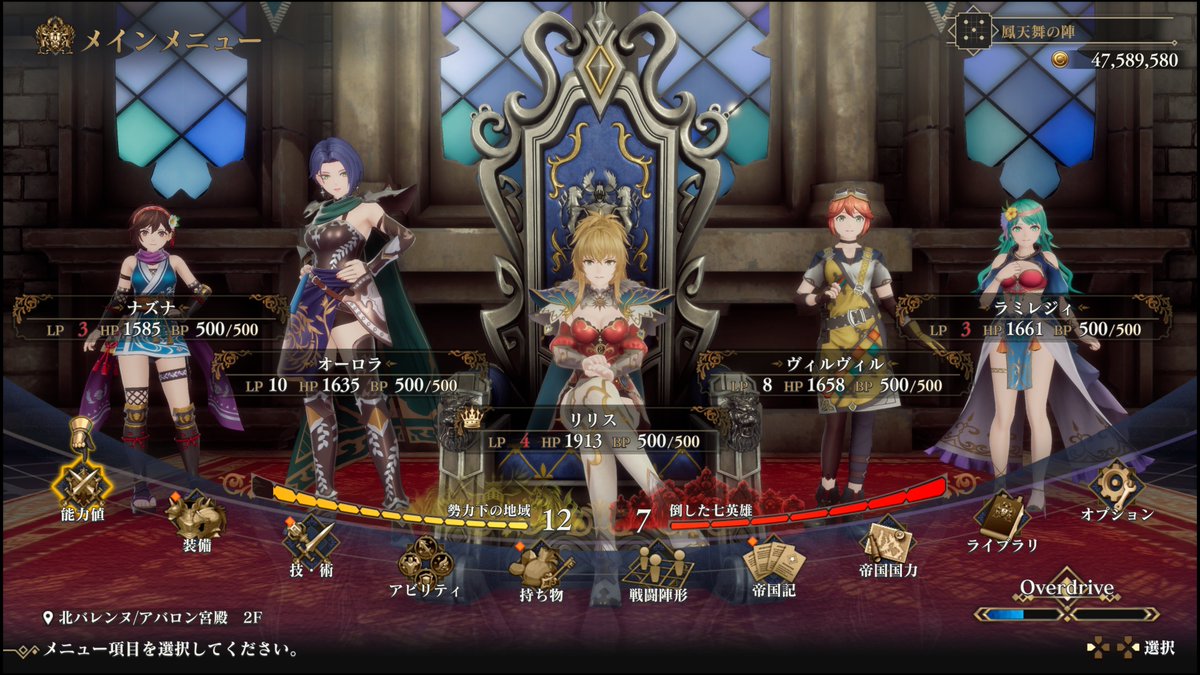 メインメニュー
鳳天舞の陣
47,589,580
ナズナ
LP 3 HP 1585 BP 500/500
ラミレジィ
LP 3 HP 1661 BP 500/500
オーロラ
LP 10 HP 1635 BP 500/500
ヴィルヴィル
LP 8 HP 1658 BP 500/500
リリス
LP 4 HP 1913 BP 500/500
勢力下の地域 12
7 倒した七英雄
能力値
装備
技・術
アビリティ
持ち物
戦闘陣形
帝国記
帝国国力
ライブラリ
オプション
Overdrive
北バレンヌ/アバロン宮殿 2F
メニュー項目を選択してください。
選択